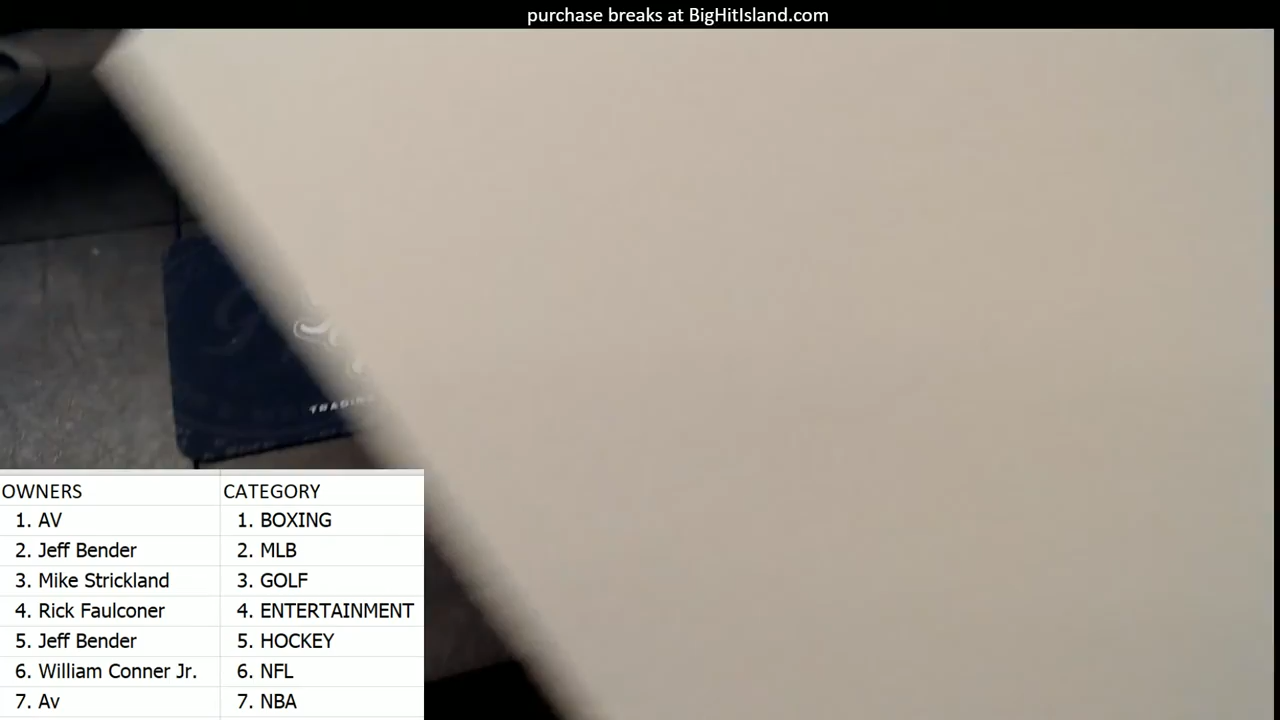 purchase breaks at BigHitIsland.com
TRADIN
OWNERS CATEGORY
1. AV 1. BOXING
2. Jeff Bender 2. MLB
3. Mike Strickland 3. GOLF
4. Rick Faulconer 4. ENTERTAINMENT
5. Jeff Bender 5. HOCKEY
6. William Conner Jr. 6. NFL
7. Av 7. NBA